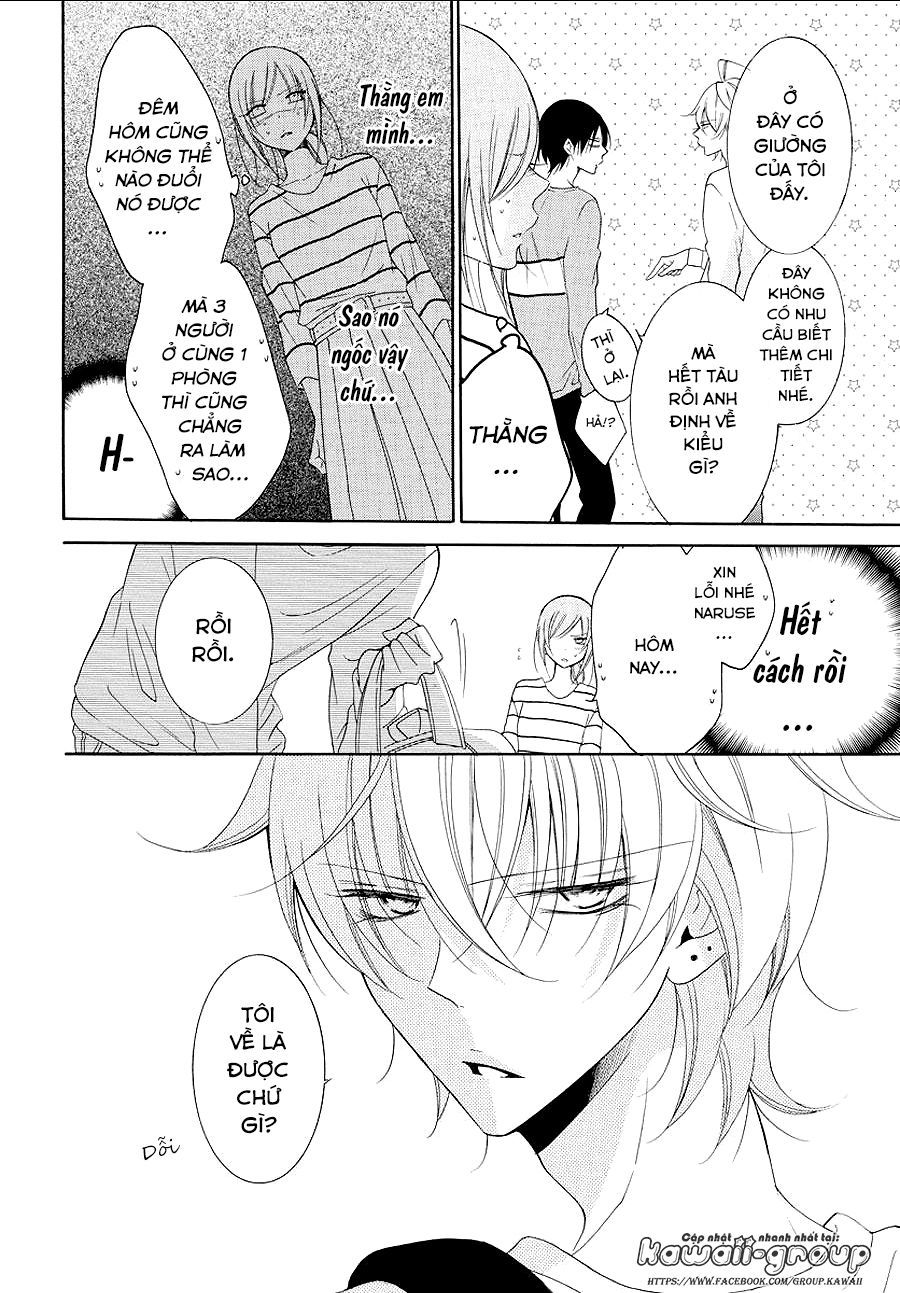 Ở
ĐÂY CÓ
GIƯỜNG
CỦA TÔI
ĐẤY.
ĐÂY
KHÔNG
CÓ NHU
CẦU BIẾT
THÊM CHI
TIẾT
NHÉ.
MÀ
HẾT TÀU
RỒI ANH
ĐỊNH VỀ
KIỂU
GÌ?
THÌ
Ở
LẠI.
HẢ!?
THẰNG
...
Thằng em
mình...
ĐÊM
HÔM CŨNG
KHÔNG THỂ
NÀO ĐUỔI
NÓ ĐƯỢC
...
Sao nó
ngốc vậy
chứ...
MÀ 3
NGƯỜI
Ở CÙNG 1
PHÒNG
THÌ CŨNG
CHẲNG
RA LÀM
SAO...
H-
Hết
cách rồi
...
XIN
LỖI NHÉ
NARUSE
...
HÔM
NAY...
RỒI
RỒI.
TÔI
VỀ LÀ
ĐƯỢC
CHỨ
GÌ?
DỖI
Cập nhật nhanh nhất tại:
kawaii-group
HTTPS://WWW.FACEBOOK.COM/GROUP.KAWAII